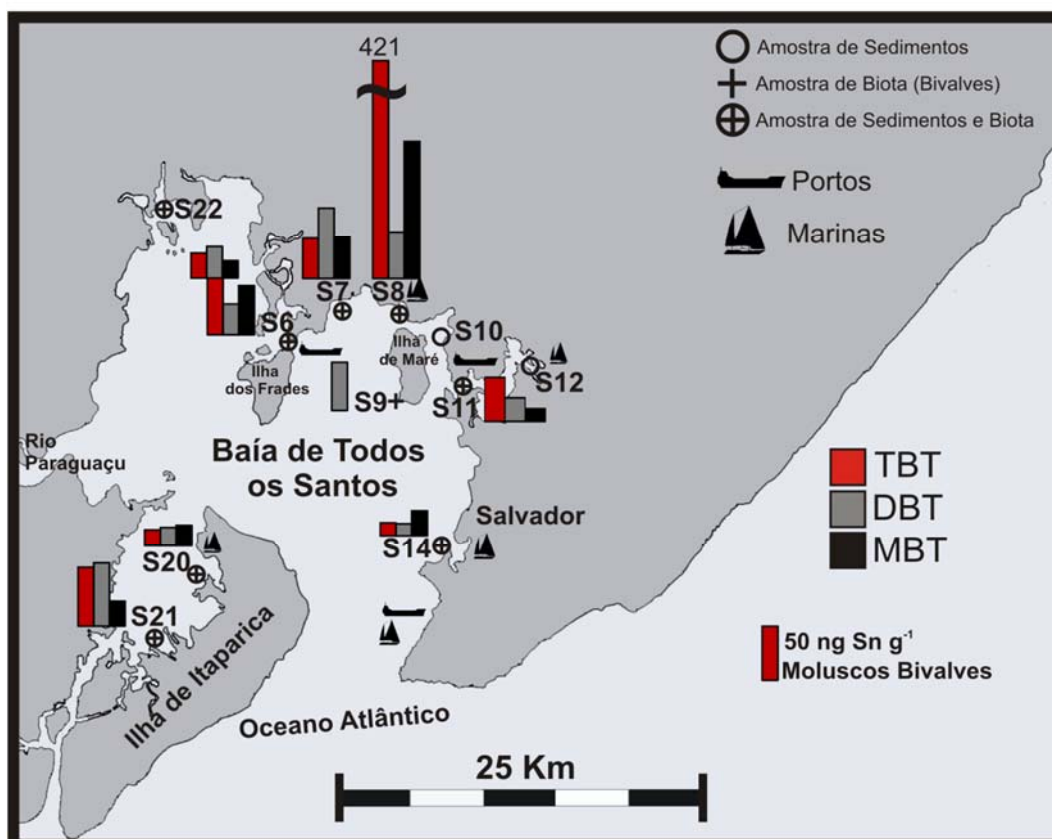 421
Amostra de Sedimentos
Amostra de Biota (Bivalves)
Amostra de Sedimentos e Biota
Portos
Marinas
S22
S7
S8
S6
S10
Ilha
de Maré
Ilha
dos Frades
S12
S11
S9
Rio
Paraguaçu
Baía de Todos
os Santos
TBT
DBT
MBT
Salvador
S14
S20
S21
50 ng Sn g⁻¹
Moluscos Bivalves
Ilha de Itaparica
Oceano Atlântico
25 Km